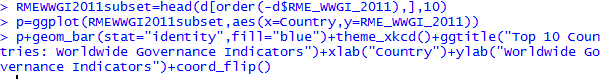 > RMEWWGI2011subset=head(d[order(-d$RME_WWGI_2011),],10)
> p=ggplot(RMEWWGI2011subset,aes(x=Country,y=RME_WWGI_2011))
> p+geom_bar(stat="identity",fill="blue")+theme_xkcd()+ggtitle("Top 10 Coun
tries: Worldwide Governance Indicators")+xlab("Country")+ylab("Worldwide Go
vernance Indicators")+coord_flip()